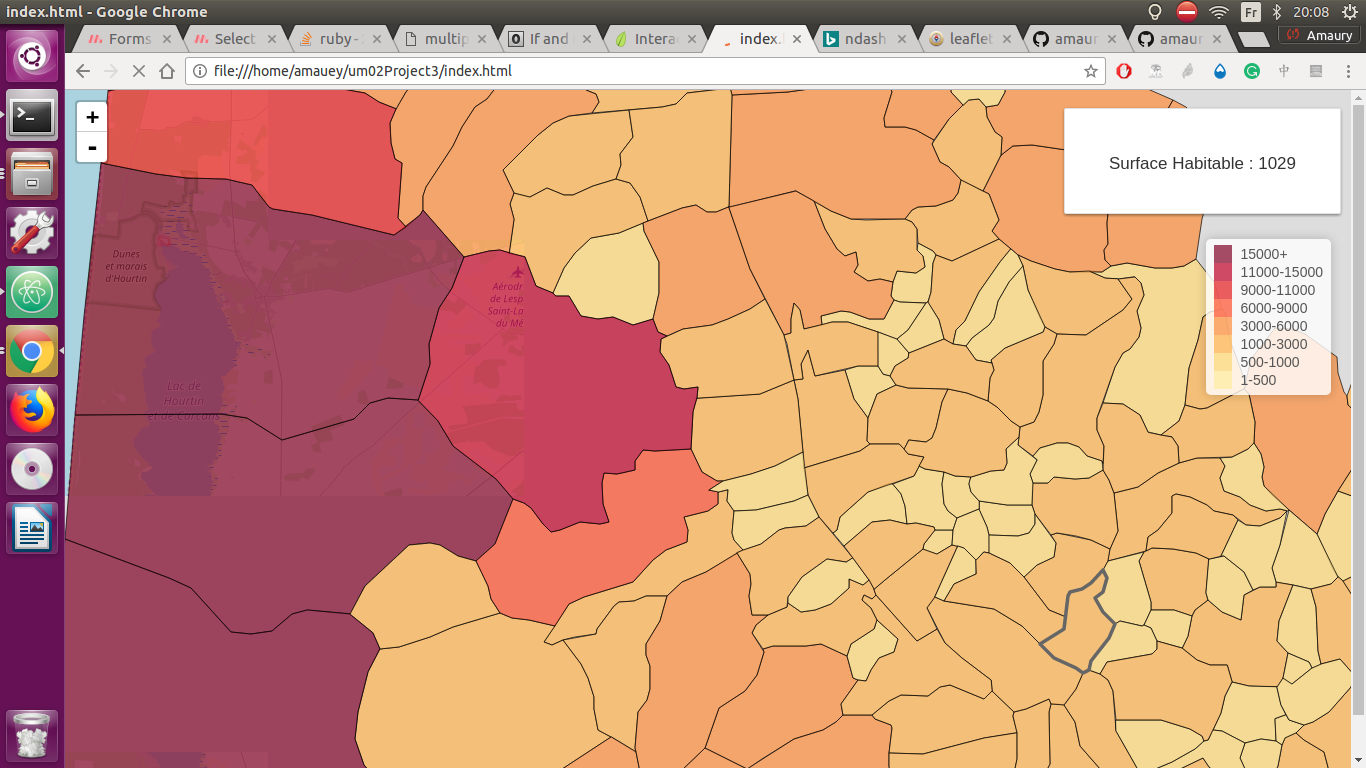 index.html - Google Chrome
Fr
20:08
Forms
Select
ruby-
multip
If and
Intera
index.
ndash
leaflet
amaur
amaur
Amaury
file:///home/amauey/um02Project3/index.html
+
-
Surface Habitable : 1029
Dunes
et marais
d'Hourtin
Aérodr
de Lesp
Saint-La
du Mé
15000+
11000-15000
9000-11000
6000-9000
3000-6000
1000-3000
500-1000
1-500
Lac de
Hourtin
et de Carcans